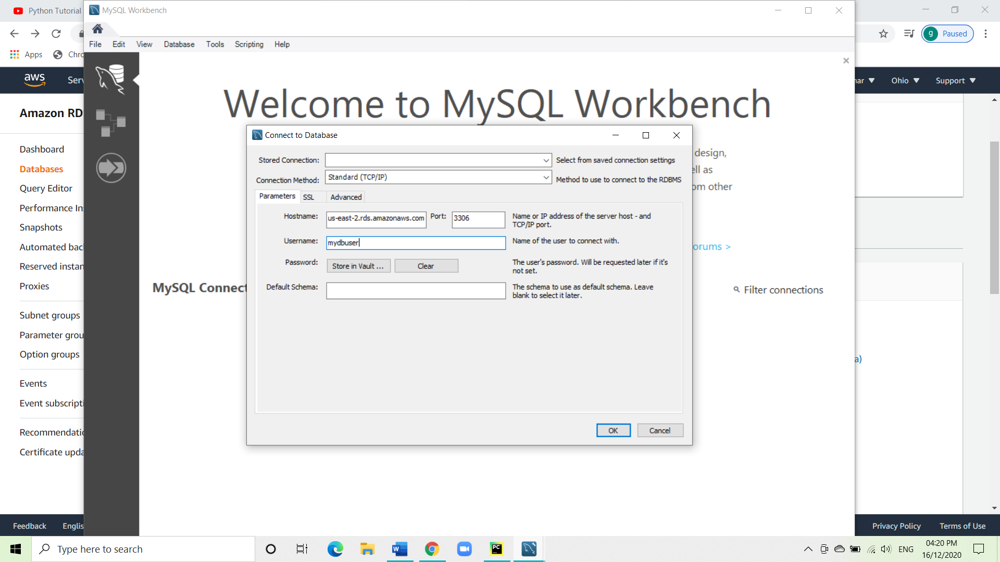 Python Tutorial
MySQL Workbench
Paused
g
File Edit View Database Tools Scripting Help
Apps
Chro
aws
Serv
nar
Ohio
Support
Amazon RD
Dashboard
Databases
Query Editor
Performance In
Snapshots
Automated bac
Reserved instan
Proxies
Subnet groups
Parameter grou
Option groups
Events
Event subscripti
Recommendatio
Certificate upda
Welcome to MySQL Workbench
design,
ell as
om other
orums >
MySQL Connect
Filter connections
a)
Connect to Database
Stored Connection:
Select from saved connection settings
Connection Method: Standard (TCP/IP)
Method to use to connect to the RDBMS
Parameters SSL Advanced
Hostname: us-east-2.rds.amazonaws.com Port: 3306
Name or IP address of the server host - and
TCP/IP port.
Username: mydbuser
Name of the user to connect with.
Password: Store in Vault ... Clear
The user's password. Will be requested later if it's
not set.
Default Schema:
The schema to use as default schema. Leave
blank to select it later.
OK Cancel
Feedback Englis
Privacy Policy Terms of Use
Type here to search
W
PC
ENG
04:20 PM
16/12/2020